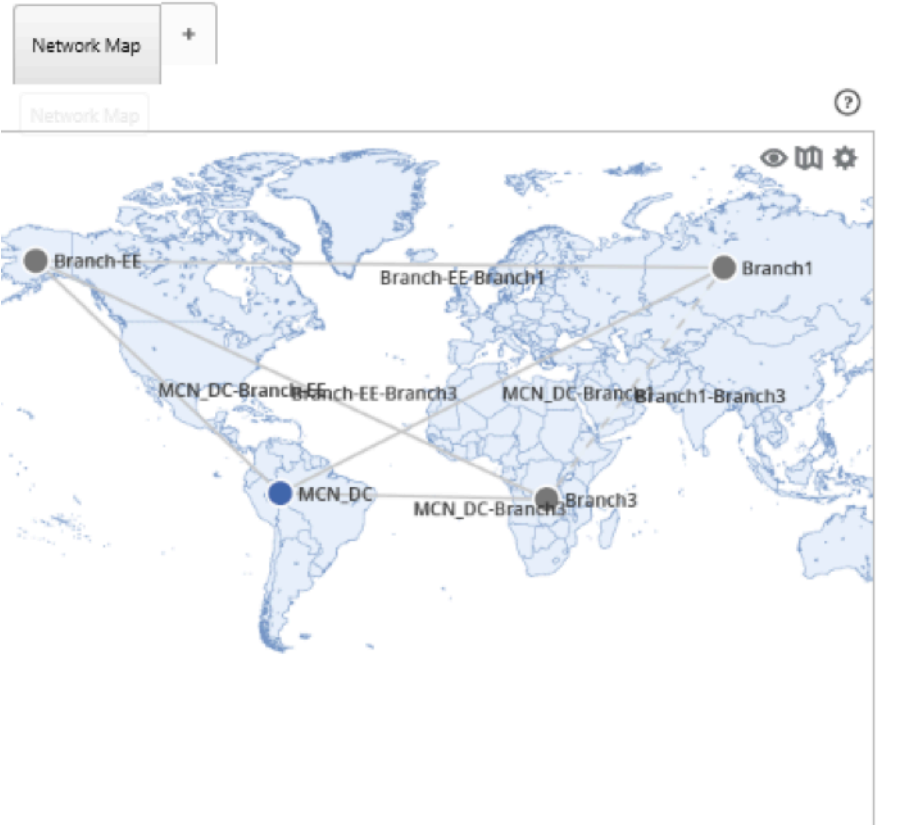 Network Map
+
Network Map
?
Branch-EE
Branch-EE-Branch1
Branch1
MCN_DC-Branch-EE
Branch-EE-Branch3
MCN_DC-Branch1
Branch1-Branch3
MCN_DC
MCN_DC-Branch3
Branch3